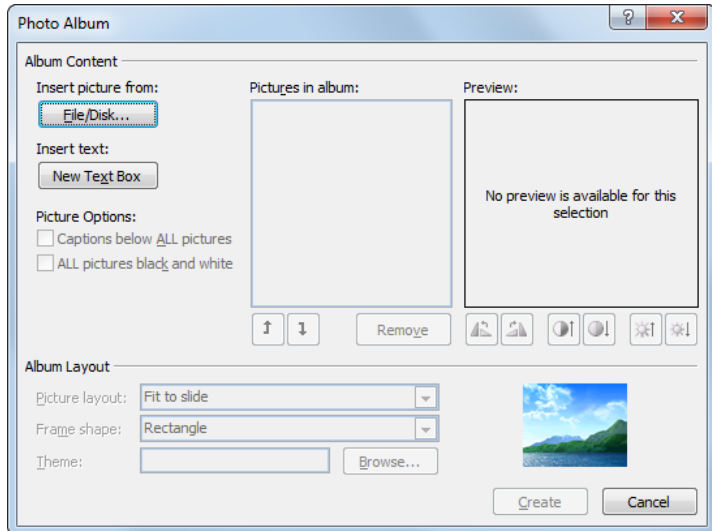 Photo Album
Album Content
Insert picture from:
File/Disk...
Insert text:
New Text Box
Picture Options:
Captions below ALL pictures
ALL pictures black and white
Pictures in album:
Remove
Preview:
No preview is available for this
selection
Album Layout
Picture layout: Fit to slide
Frame shape: Rectangle
Theme:
Browse...
Create
Cancel